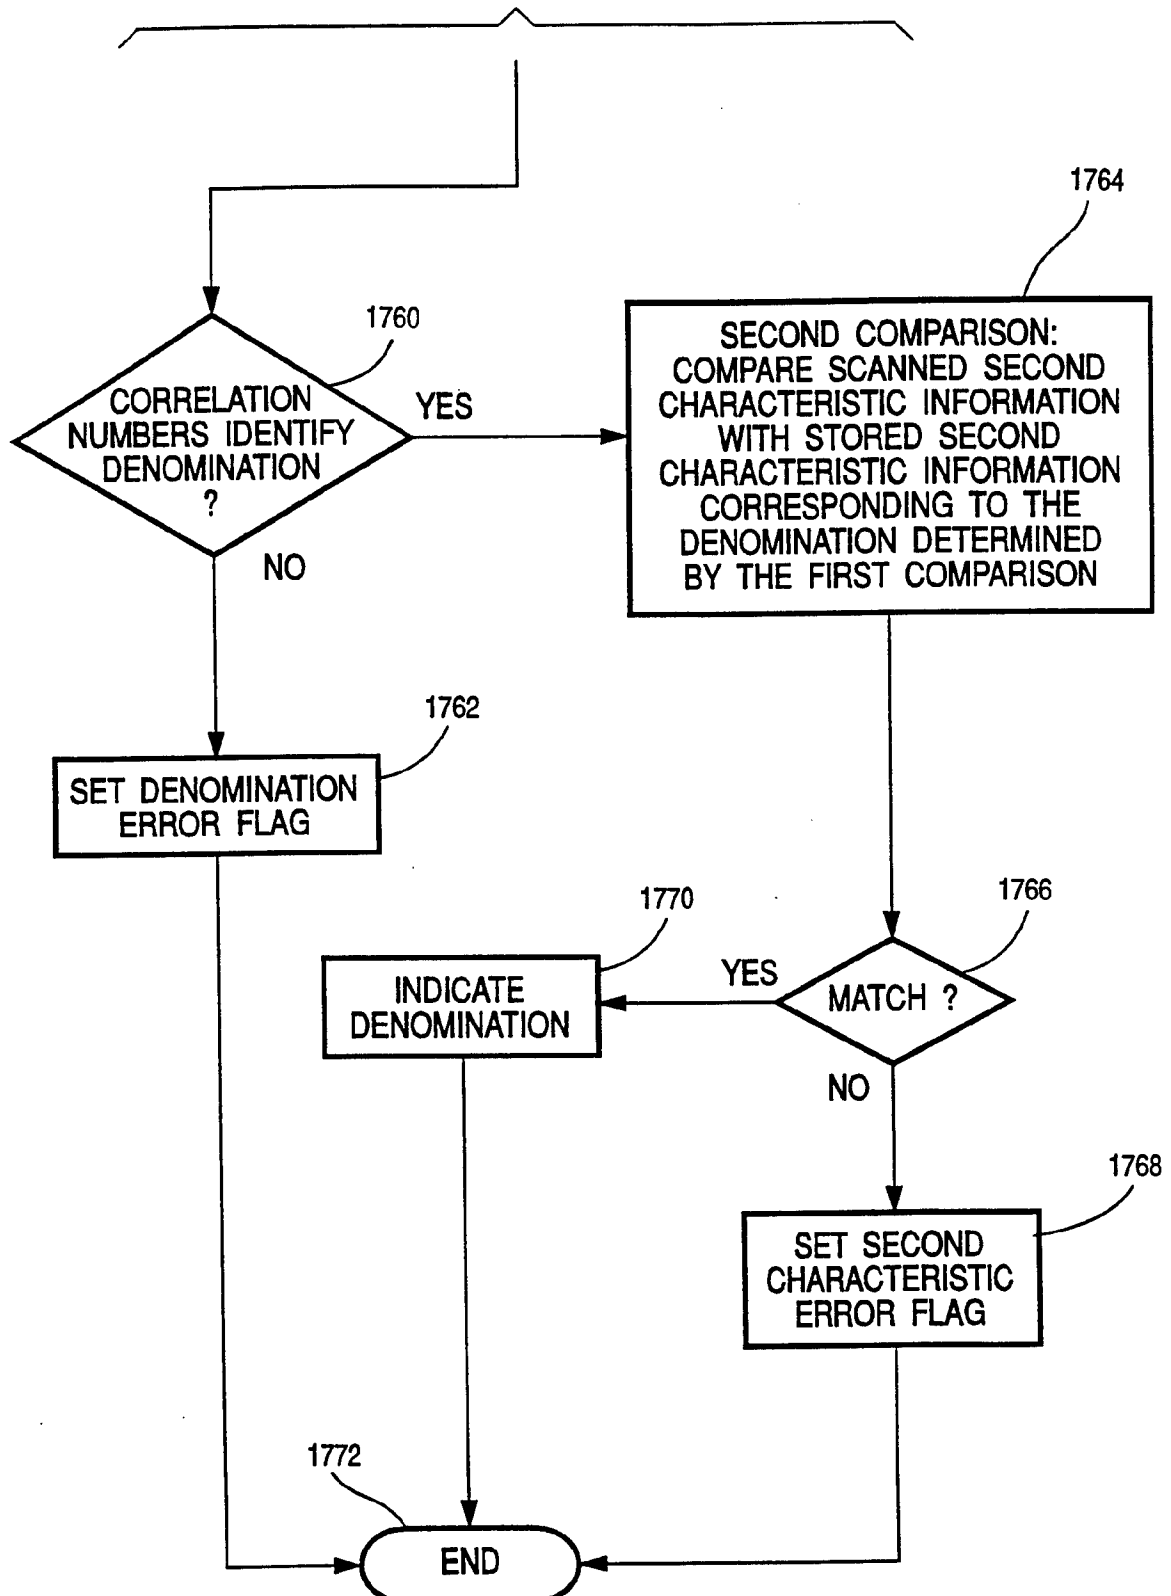 1764
1760
CORRELATION
NUMBERS IDENTIFY
DENOMINATION
?
YES
NO
SECOND COMPARISON:
COMPARE SCANNED SECOND
CHARACTERISTIC INFORMATION
WITH STORED SECOND
CHARACTERISTIC INFORMATION
CORRESPONDING TO THE
DENOMINATION DETERMINED
BY THE FIRST COMPARISON
1762
SET DENOMINATION
ERROR FLAG
1770
INDICATE
DENOMINATION
1766
YES
MATCH ?
NO
1768
SET SECOND
CHARACTERISTIC
ERROR FLAG
1772
END